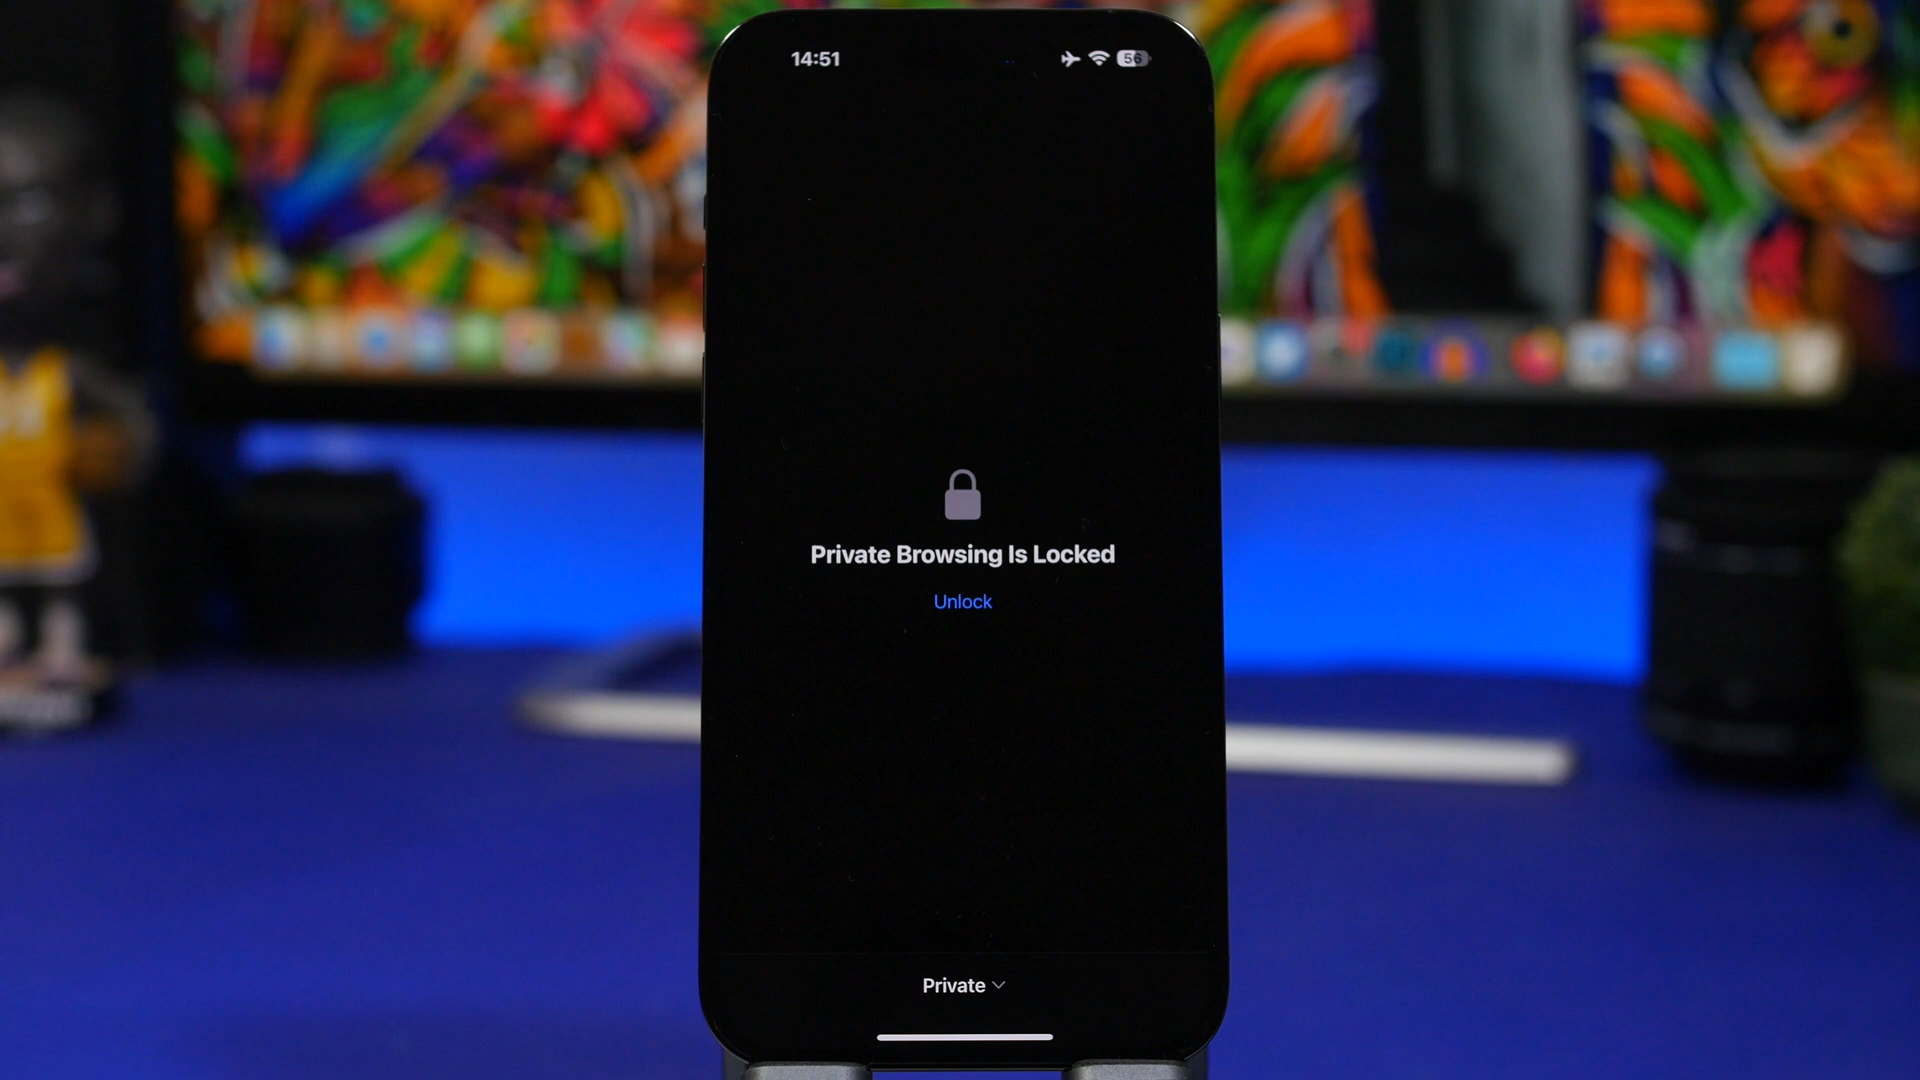 14:51
56
Private Browsing Is Locked
Unlock
Private